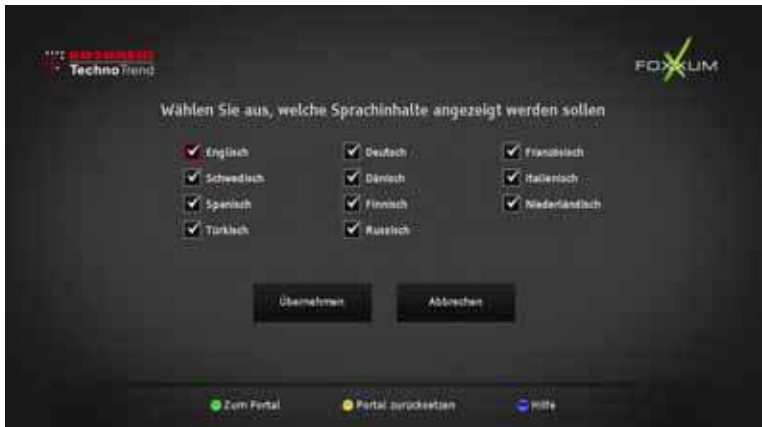 TechnoTrend
FOXXUM
Wählen Sie aus, welche Sprachinhalte angezeigt werden sollen
Englisch Deutsch Französisch
Schwedisch Dänisch Italienisch
Spanisch Finnisch Niederländisch
Türkisch Russisch
Übernehmen Abbrechen
Zum Portal Portal zurücksetzen Hilfe